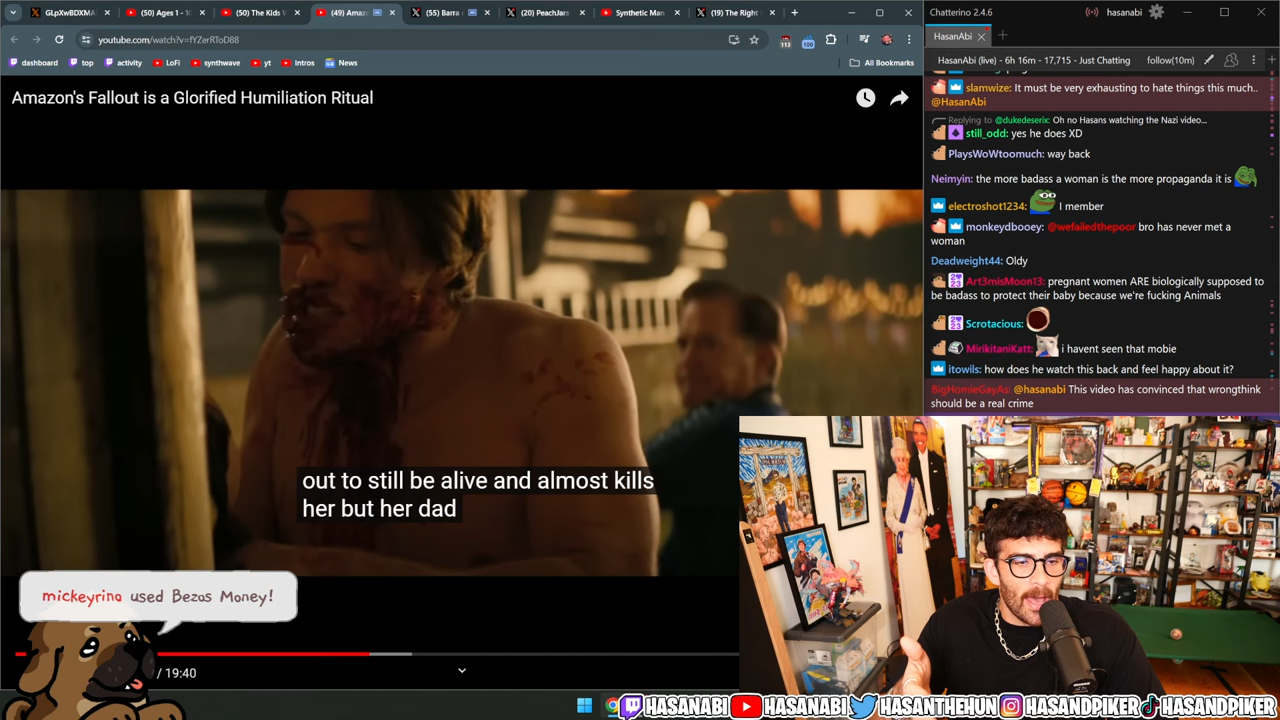 (50) Ages 1 - 10
(50) The Kids
(49) Amaz
(55) Barra
(20) PeachJars
Synthetic Man
(19) The Right
youtube.com/watch?v=fYZerRToD88
113
100
dashboard
top
activity
LoFi
synthwave
yt
intros
News
All Bookmarks
Amazon's Fallout is a Glorified Humiliation Ritual
out to still be alive and almost kills
her but her dad
mickeyrina used Bezos Money!
/ 19:40
Chatterino 2.4.6
hasanabi
HasanAbi
HasanAbi (live) - 6h 16m - 17,715 - Just Chatting
follow(10m)
slamwize: It must be very exhausting to hate things this much..
@HasanAbi
Replying to @dukedeserix: Oh no Hasans watching the Nazi video...
still_odd: yes he does XD
PlaysWoWtoomuch: way back
Neimyin: the more badass a woman is the more propaganda it is
electroshot1234: I member
monkeydbooey: @wefailedthepoor bro has never met a
woman
Deadweight44: Oldy
Art3misMoon13: pregnant women ARE biologically supposed to
be badass to protect their baby because we're fucking Animals
Scrotacious:
MirikitaniKatt: i havent seen that mobie
itowils: how does he watch this back and feel happy about it?
BigHomieGayAs: @hasanabi This video has convinced that wrongthink
should be a real crime
HASANABI
HASANABI
HASANTHEHUN
HASANDPIKER
HASANDPIKER